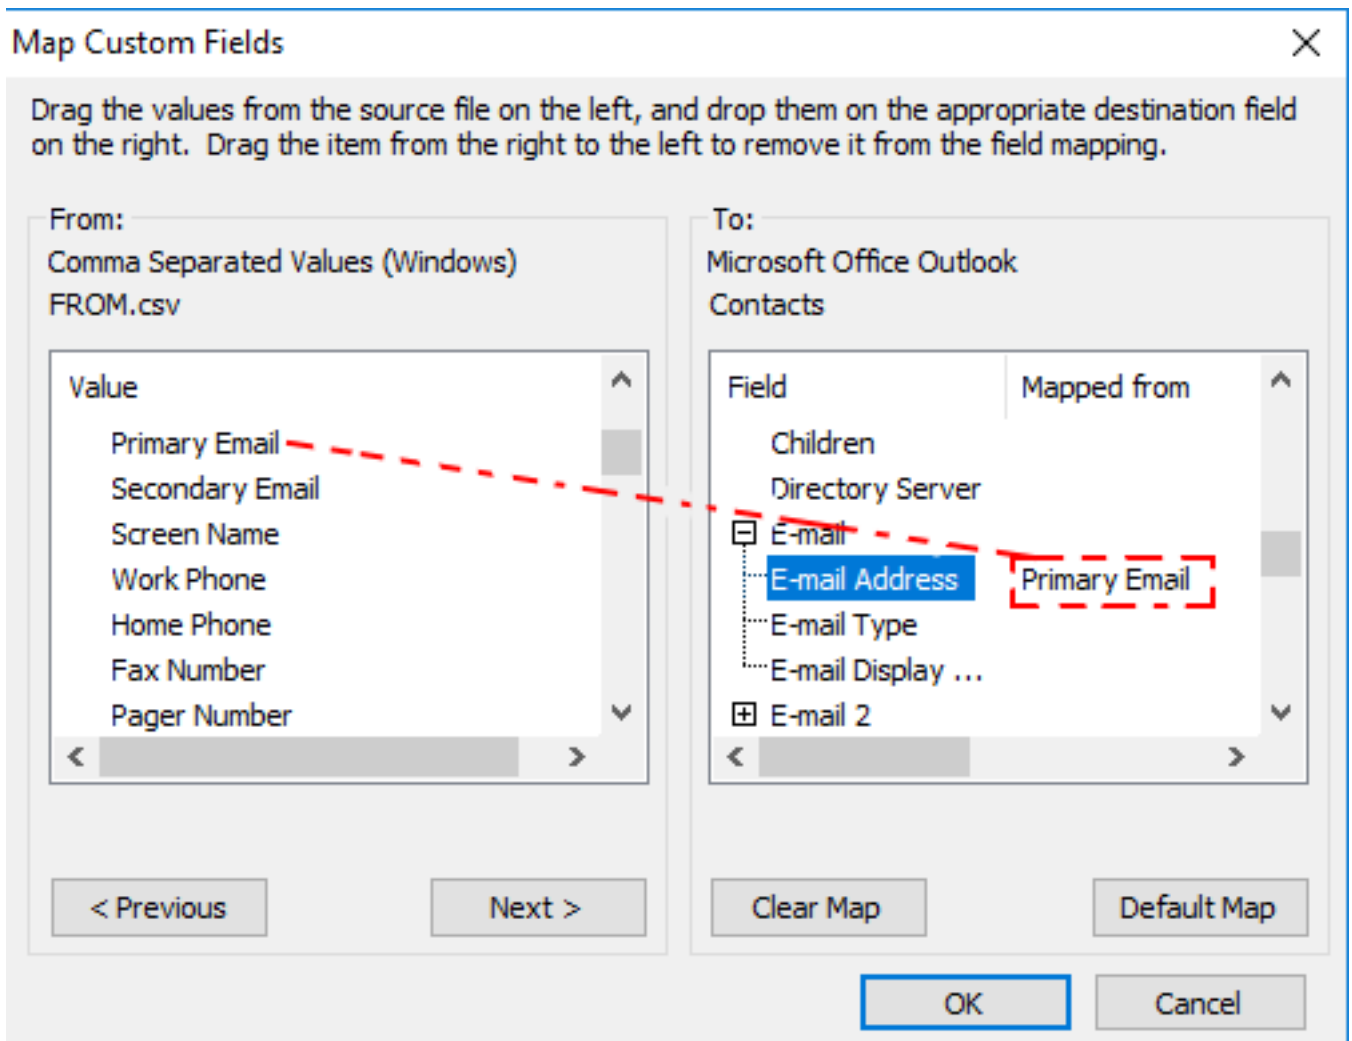 Map Custom Fields
Drag the values from the source file on the left, and drop them on the appropriate destination field
on the right.  Drag the item from the right to the left to remove it from the field mapping.
From:
Comma Separated Values (Windows)
FROM.csv
Value
Primary Email
Secondary Email
Screen Name
Work Phone
Home Phone
Fax Number
Pager Number
< Previous
Next >
To:
Microsoft Office Outlook
Contacts
Field Mapped from
Children
Directory Server
E-mail
E-mail Address Primary Email
E-mail Type
E-mail Display ...
E-mail 2
Clear Map
Default Map
OK
Cancel